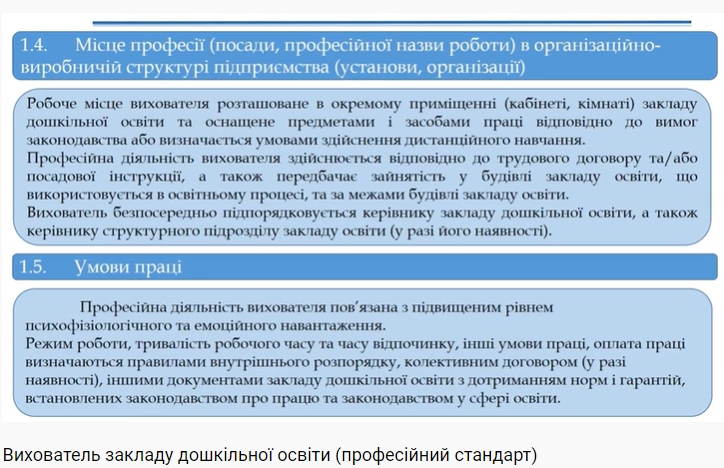 1.4. Місце професії (посади, професійної назви роботи) в організаційно-
виробничій структурі підприємства (установи, організації)
Робоче місце вихователя розташоване в окремому приміщенні (кабінеті, кімнаті) закладу
дошкільної освіти та оснащене предметами і засобами праці відповідно до вимог
законодавства або визначається умовами здійснення дистанційного навчання.
Професійна діяльність вихователя здійснюється відповідно до трудового договору та/або
посадової інструкції, а також передбачає зайнятість у будівлі закладу освіти, що
використовується в освітньому процесі, та за межами будівлі закладу освіти.
Вихователь безпосередньо підпорядковується керівнику закладу дошкільної освіти, а також
керівнику структурного підрозділу закладу освіти (у разі його наявності).
1.5. Умови праці
Професійна діяльність вихователя пов’язана з підвищеним рівнем
психофізіологічного та емоційного навантаження.
Режим роботи, тривалість робочого часу та часу відпочинку, інші умови праці, оплата праці
визначаються правилами внутрішнього розпорядку, колективним договором (у разі
наявності), іншими документами закладу дошкільної освіти з дотриманням норм і гарантій,
встановлених законодавством про працю та законодавством у сфері освіти.
Вихователь закладу дошкільної освіти (професійний стандарт)